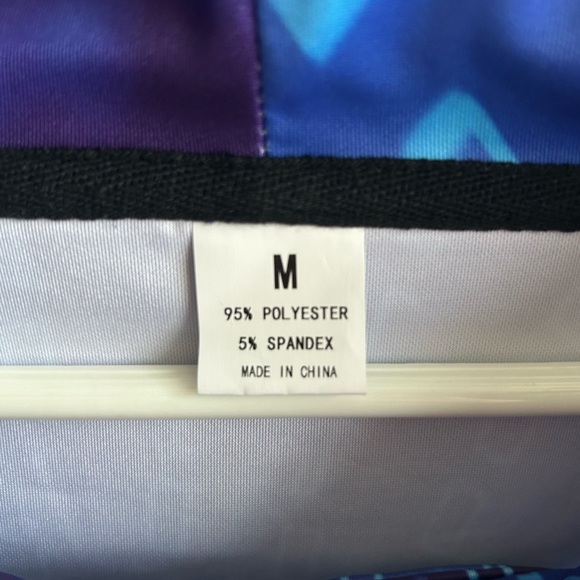 M
95% POLYESTER
5% SPANDEX
MADE IN CHINA